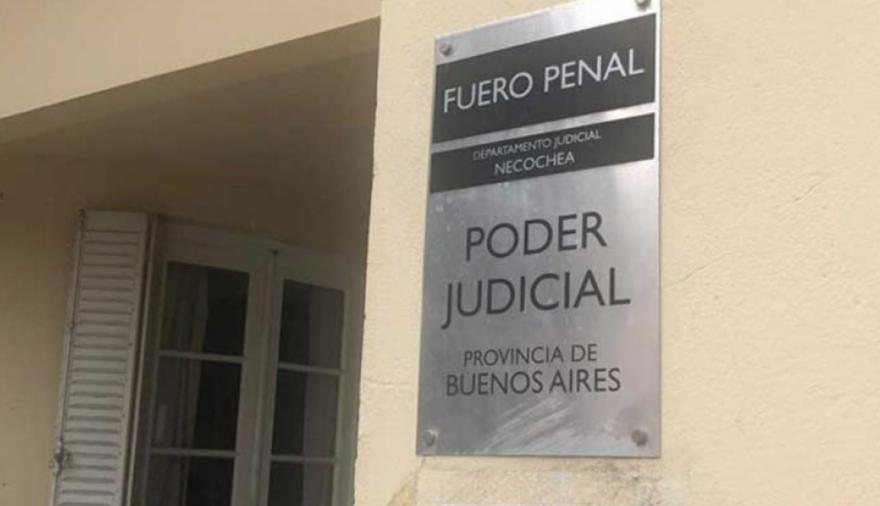 FUERO PENAL
DEPARTAMENTO JUDICIAL
NECOCHEA
PODER
JUDICIAL
PROVINCIA DE
BUENOS AIRES